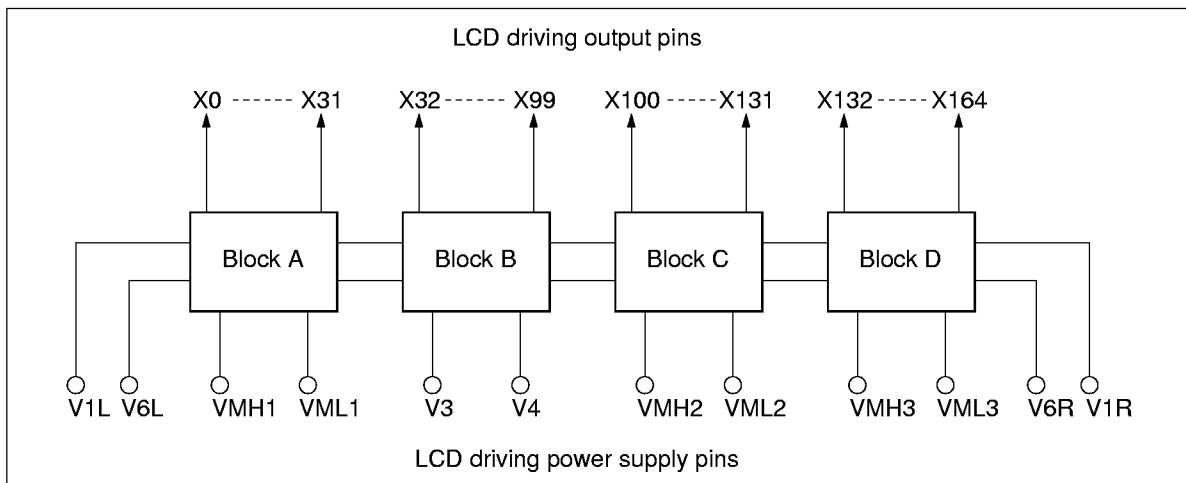 LCD driving output pins
X0 ------ X31 X32 ------ X99 X100 ----- X131 X132 ----- X164
Block A Block B Block C Block D
V1L V6L VMH1 VML1 V3 V4 VMH2 VML2 VMH3 VML3 V6R V1R
LCD driving power supply pins